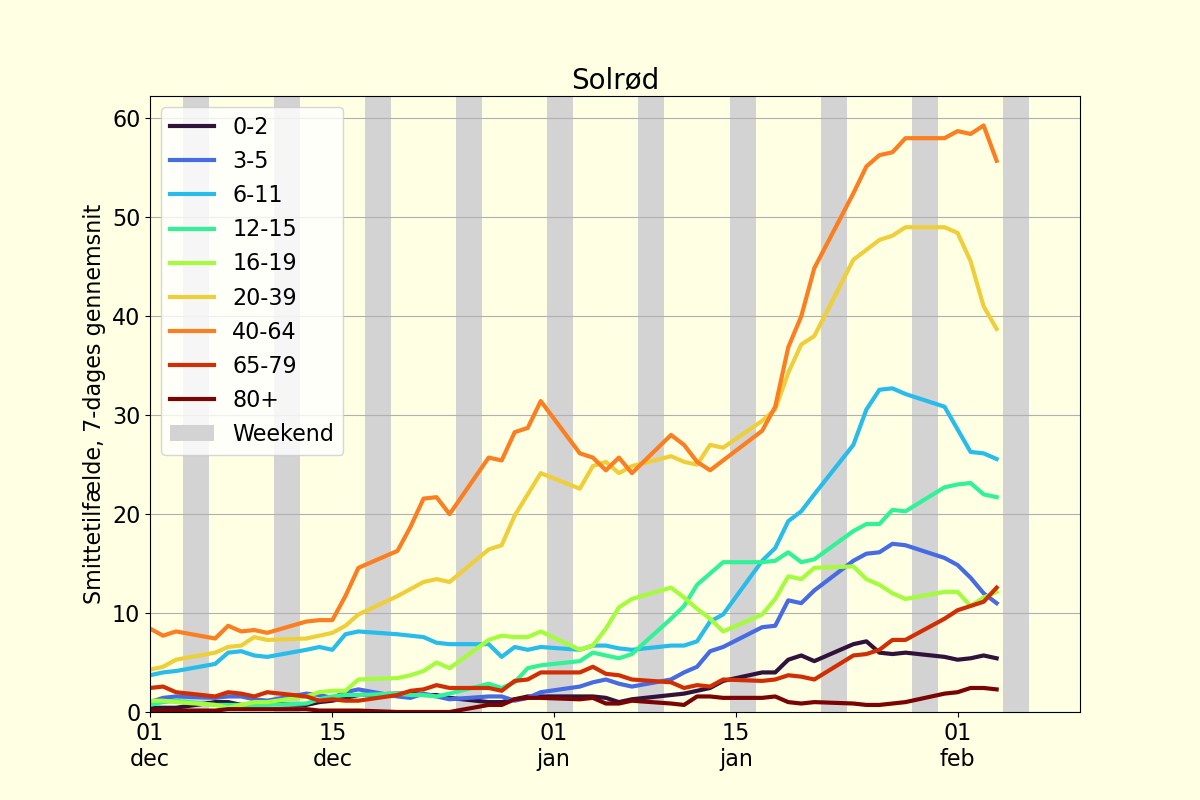 Solrød
Smittetilfælde, 7-dages gennemsnit
60
50
40
30
20
10
0
0-2
3-5
6-11
12-15
16-19
20-39
40-64
65-79
80+
Weekend
01
dec
15
dec
01
jan
15
jan
01
feb